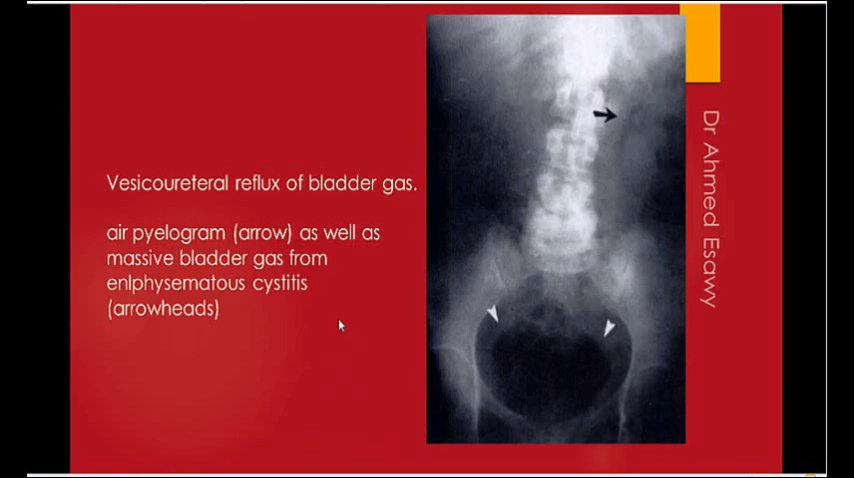 Vesicoureteral reflux of bladder gas.
air pyelogram (arrow) as well as
massive bladder gas from
enlphysematous cystitis
(arrowheads)
Dr Ahmed Esawy